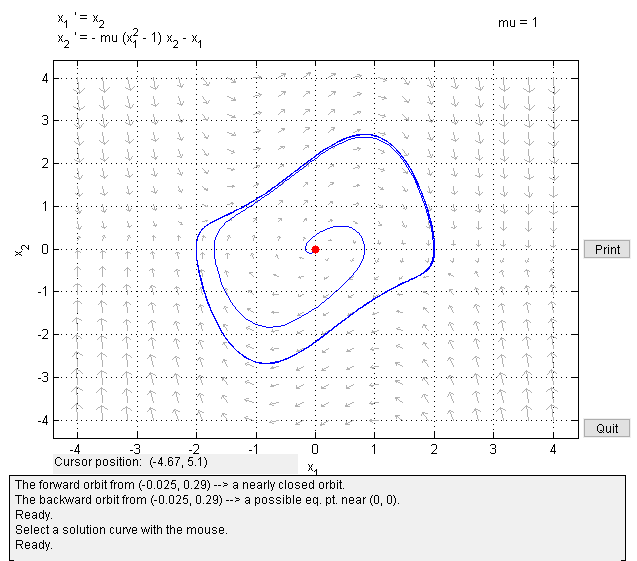 x₁ ' = x₂
x₂ ' = - mu (x₁² - 1) x₂ - x₁
mu = 1
4
3
2
1
0
-1
-2
-3
-4
x₂
-4 -3 -2 -1 0 1 2 3 4
x₁
Print
Quit
Cursor position: (-4.67, 5.1)
The forward orbit from (-0.025, 0.29) --> a nearly closed orbit.
The backward orbit from (-0.025, 0.29) --> a possible eq. pt. near (0, 0).
Ready.
Select a solution curve with the mouse.
Ready.